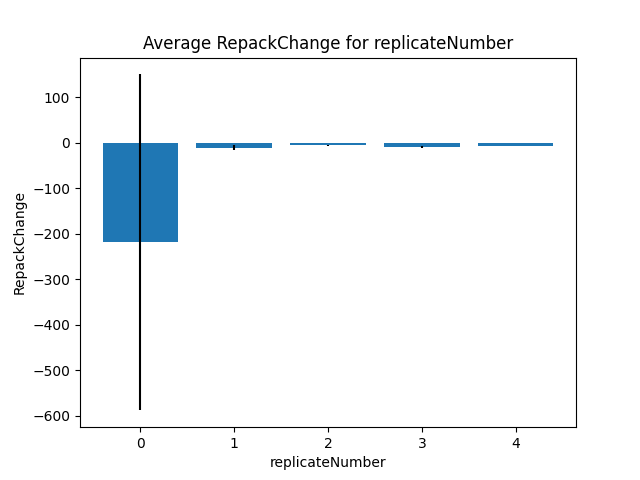 Average RepackChange for replicateNumber
100
0
−100
−200
−300
−400
−500
−600
RepackChange
0 1 2 3 4
replicateNumber